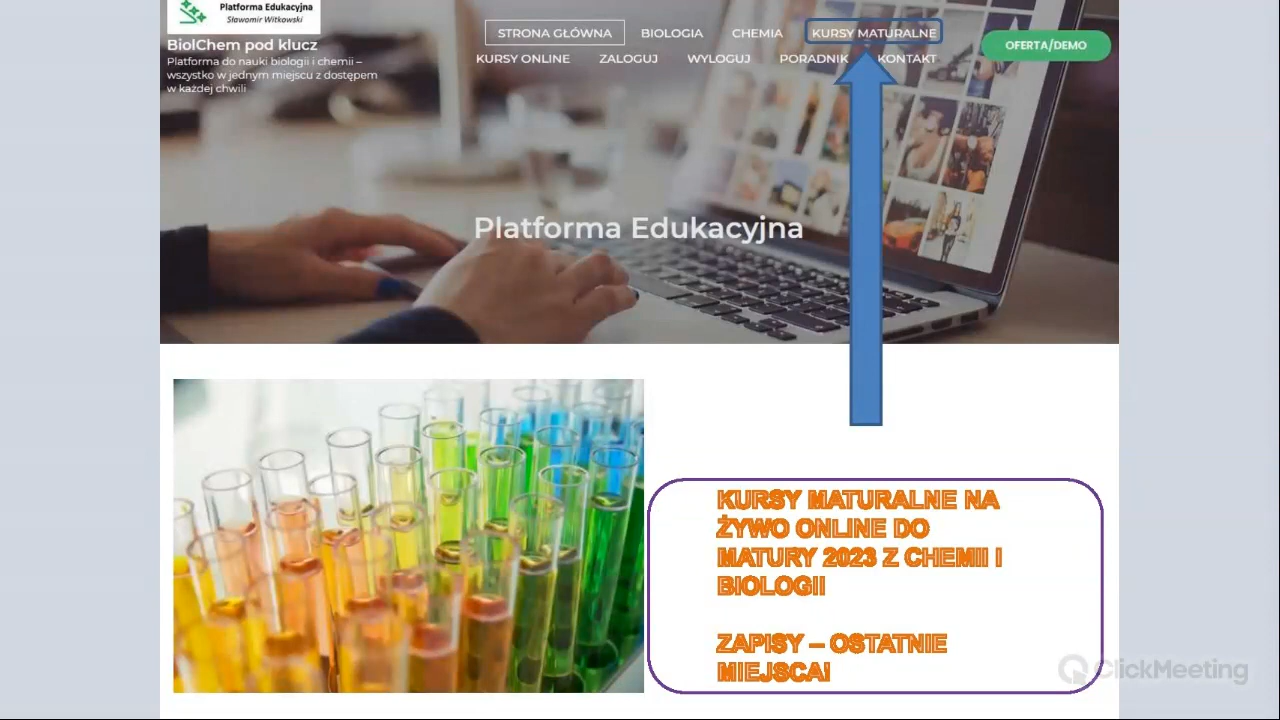 Platforma Edukacyjna
Sławomir Witkowski
BiolChem pod klucz
Platforma do nauki biologii i chemii –
wszystko w jednym miejscu z dostępem
w każdej chwili
STRONA GŁÓWNA BIOLOGIA CHEMIA KURSY MATURALNE
KURSY ONLINE ZALOGUJ WYLOGUJ PORADNIK KONTAKT
OFERTA/DEMO
Platforma Edukacyjna
KURSY MATURALNE NA
ŻYWO ONLINE DO
MATURY 2023 Z CHEMII I
BIOLOGII
ZAPISY – OSTATNIE
MIEJSCA!
ClickMeeting